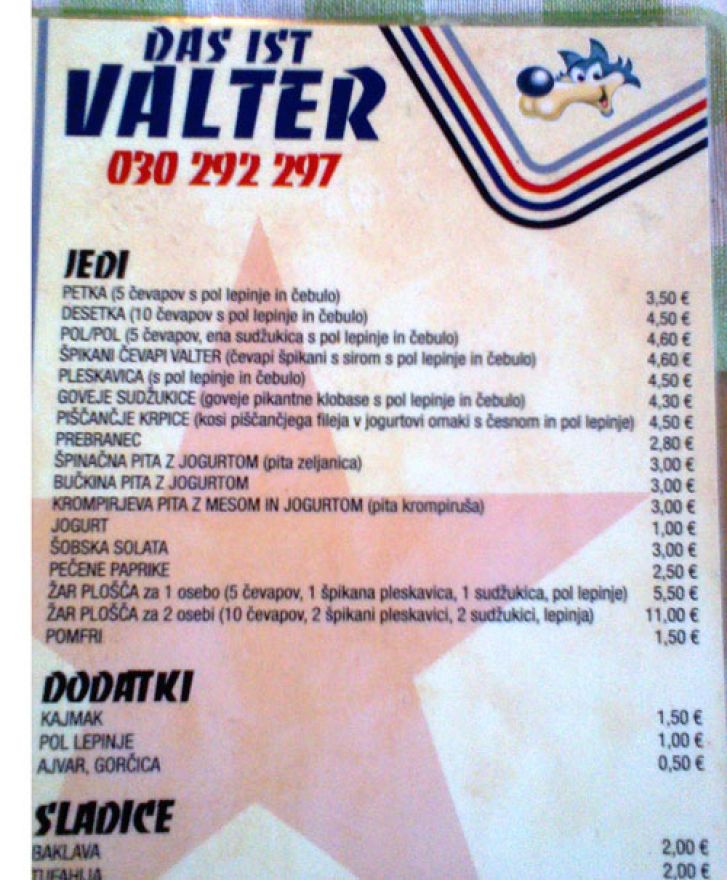 DAS IST
VALTER
030 292 297
JEDI
PETKA (5 čevapov s pol lepinje in čebulo) 3,50 €
DESETKA (10 čevapov s pol lepinje in čebulo) 4,50 €
POL/POL (5 čevapov, ena sudžukica s pol lepinje in čebulo) 4,60 €
ŠPIKANI ČEVAPI VALTER (čevapi špikani s sirom s pol lepinje in čebulo) 4,60 €
PLESKAVICA (s pol lepinje in čebulo) 4,50 €
GOVEJE SUDŽUKICE (goveje pikantne klobase s pol lepinje in čebulo) 4,30 €
PIŠČANČJE KRPICE (kosi piščančjega fileja v jogurtovi omaki s česnom in pol lepinje) 4,50 €
PREBRANEC 2,80 €
ŠPINAČNA PITA Z JOGURTOM (pita zeljanica) 3,00 €
BUČKINA PITA Z JOGURTOM 3,00 €
KROMPIRJEVA PITA Z MESOM IN JOGURTOM (pita krompiruša) 3,00 €
JOGURT 1,00 €
ŠOBSKA SOLATA 3,00 €
PEČENE PAPRIKE 2,50 €
ŽAR PLOŠČA za 1 osebo (5 čevapov, 1 špikana pleskavica, 1 sudžukica, pol lepinje) 5,50 €
ŽAR PLOŠČA za 2 osebi (10 čevapov, 2 špikani pleskavici, 2 sudžukici, lepinja) 11,00 €
POMFRI 1,50 €
DODATKI
KAJMAK 1,50 €
POL LEPINJE 1,00 €
AJVAR, GORČICA 0,50 €
SLADICE
BAKLAVA 2,00 €
TUFAHIJA 2,00 €